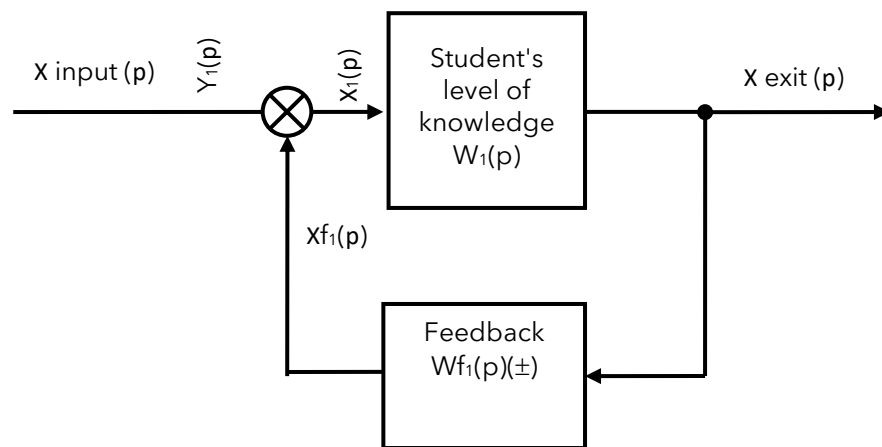 X input (p)
Y₁(p)
X₁(p)
Student's
level of
knowledge
W₁(p)
X exit (p)
Xf₁(p)
Feedback
Wf₁(p)(±)